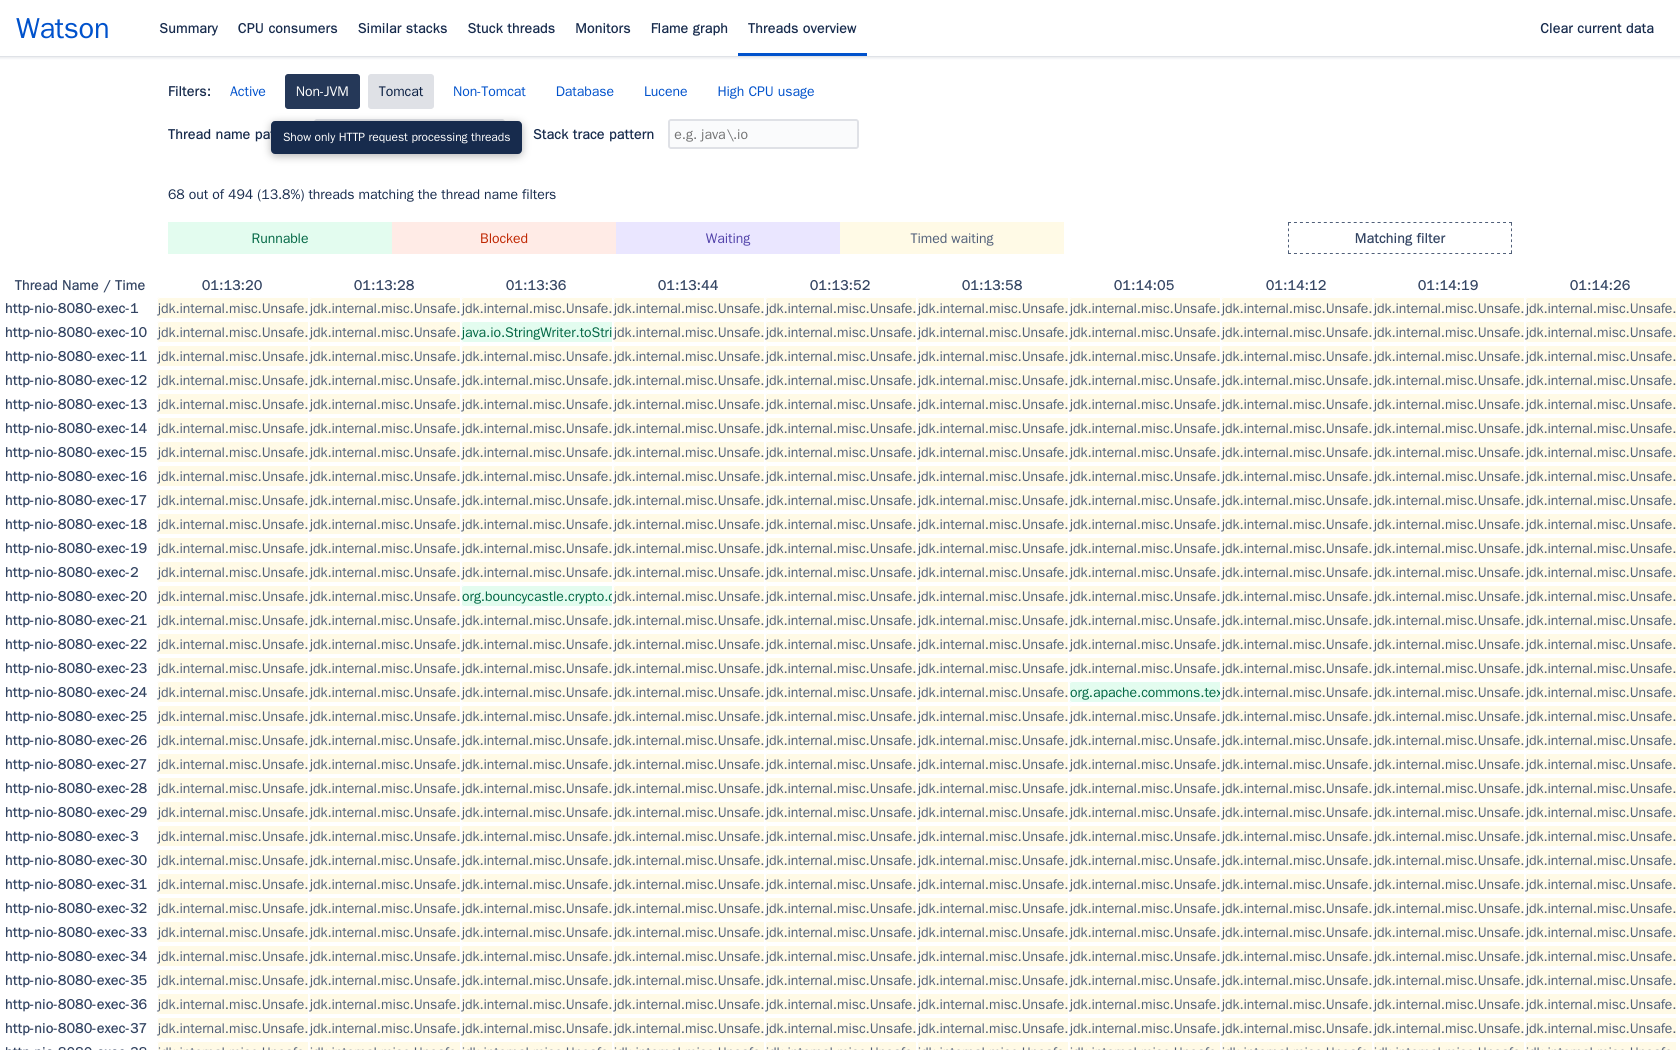 Watson Summary CPU consumers Similar stacks Stuck threads Monitors Flame graph Threads overview Clear current data
Filters: Active Non-JVM Tomcat Non-Tomcat Database Lucene High CPU usage
Thread name pa Stack trace pattern e.g. java\.io
Show only HTTP request processing threads
68 out of 494 (13.8%) threads matching the thread name filters
Runnable Blocked Waiting Timed waiting Matching filter
Thread Name / Time 01:13:20 01:13:28 01:13:36 01:13:44 01:13:52 01:13:58 01:14:05 01:14:12 01:14:19 01:14:26
http-nio-8080-exec-1 jdk.internal.misc.Unsafe. jdk.internal.misc.Unsafe. jdk.internal.misc.Unsafe. jdk.internal.misc.Unsafe. jdk.internal.misc.Unsafe. jdk.internal.misc.Unsafe. jdk.internal.misc.Unsafe. jdk.internal.misc.Unsafe. jdk.internal.misc.Unsafe. jdk.internal.misc.Unsafe.
http-nio-8080-exec-10 jdk.internal.misc.Unsafe. jdk.internal.misc.Unsafe. java.io.StringWriter.toStri jdk.internal.misc.Unsafe. jdk.internal.misc.Unsafe. jdk.internal.misc.Unsafe. jdk.internal.misc.Unsafe. jdk.internal.misc.Unsafe. jdk.internal.misc.Unsafe. jdk.internal.misc.Unsafe.
http-nio-8080-exec-11 jdk.internal.misc.Unsafe. jdk.internal.misc.Unsafe. jdk.internal.misc.Unsafe. jdk.internal.misc.Unsafe. jdk.internal.misc.Unsafe. jdk.internal.misc.Unsafe. jdk.internal.misc.Unsafe. jdk.internal.misc.Unsafe. jdk.internal.misc.Unsafe. jdk.internal.misc.Unsafe.
http-nio-8080-exec-12 jdk.internal.misc.Unsafe. jdk.internal.misc.Unsafe. jdk.internal.misc.Unsafe. jdk.internal.misc.Unsafe. jdk.internal.misc.Unsafe. jdk.internal.misc.Unsafe. jdk.internal.misc.Unsafe. jdk.internal.misc.Unsafe. jdk.internal.misc.Unsafe. jdk.internal.misc.Unsafe.
http-nio-8080-exec-13 jdk.internal.misc.Unsafe. jdk.internal.misc.Unsafe. jdk.internal.misc.Unsafe. jdk.internal.misc.Unsafe. jdk.internal.misc.Unsafe. jdk.internal.misc.Unsafe. jdk.internal.misc.Unsafe. jdk.internal.misc.Unsafe. jdk.internal.misc.Unsafe. jdk.internal.misc.Unsafe.
http-nio-8080-exec-14 jdk.internal.misc.Unsafe. jdk.internal.misc.Unsafe. jdk.internal.misc.Unsafe. jdk.internal.misc.Unsafe. jdk.internal.misc.Unsafe. jdk.internal.misc.Unsafe. jdk.internal.misc.Unsafe. jdk.internal.misc.Unsafe. jdk.internal.misc.Unsafe. jdk.internal.misc.Unsafe.
http-nio-8080-exec-15 jdk.internal.misc.Unsafe. jdk.internal.misc.Unsafe. jdk.internal.misc.Unsafe. jdk.internal.misc.Unsafe. jdk.internal.misc.Unsafe. jdk.internal.misc.Unsafe. jdk.internal.misc.Unsafe. jdk.internal.misc.Unsafe. jdk.internal.misc.Unsafe. jdk.internal.misc.Unsafe.
http-nio-8080-exec-16 jdk.internal.misc.Unsafe. jdk.internal.misc.Unsafe. jdk.internal.misc.Unsafe. jdk.internal.misc.Unsafe. jdk.internal.misc.Unsafe. jdk.internal.misc.Unsafe. jdk.internal.misc.Unsafe. jdk.internal.misc.Unsafe. jdk.internal.misc.Unsafe. jdk.internal.misc.Unsafe.
http-nio-8080-exec-17 jdk.internal.misc.Unsafe. jdk.internal.misc.Unsafe. jdk.internal.misc.Unsafe. jdk.internal.misc.Unsafe. jdk.internal.misc.Unsafe. jdk.internal.misc.Unsafe. jdk.internal.misc.Unsafe. jdk.internal.misc.Unsafe. jdk.internal.misc.Unsafe. jdk.internal.misc.Unsafe.
http-nio-8080-exec-18 jdk.internal.misc.Unsafe. jdk.internal.misc.Unsafe. jdk.internal.misc.Unsafe. jdk.internal.misc.Unsafe. jdk.internal.misc.Unsafe. jdk.internal.misc.Unsafe. jdk.internal.misc.Unsafe. jdk.internal.misc.Unsafe. jdk.internal.misc.Unsafe. jdk.internal.misc.Unsafe.
http-nio-8080-exec-19 jdk.internal.misc.Unsafe. jdk.internal.misc.Unsafe. jdk.internal.misc.Unsafe. jdk.internal.misc.Unsafe. jdk.internal.misc.Unsafe. jdk.internal.misc.Unsafe. jdk.internal.misc.Unsafe. jdk.internal.misc.Unsafe. jdk.internal.misc.Unsafe. jdk.internal.misc.Unsafe.
http-nio-8080-exec-2 jdk.internal.misc.Unsafe. jdk.internal.misc.Unsafe. jdk.internal.misc.Unsafe. jdk.internal.misc.Unsafe. jdk.internal.misc.Unsafe. jdk.internal.misc.Unsafe. jdk.internal.misc.Unsafe. jdk.internal.misc.Unsafe. jdk.internal.misc.Unsafe. jdk.internal.misc.Unsafe.
http-nio-8080-exec-20 jdk.internal.misc.Unsafe. jdk.internal.misc.Unsafe. org.bouncycastle.crypto. jdk.internal.misc.Unsafe. jdk.internal.misc.Unsafe. jdk.internal.misc.Unsafe. jdk.internal.misc.Unsafe. jdk.internal.misc.Unsafe. jdk.internal.misc.Unsafe. jdk.internal.misc.Unsafe.
http-nio-8080-exec-21 jdk.internal.misc.Unsafe. jdk.internal.misc.Unsafe. jdk.internal.misc.Unsafe. jdk.internal.misc.Unsafe. jdk.internal.misc.Unsafe. jdk.internal.misc.Unsafe. jdk.internal.misc.Unsafe. jdk.internal.misc.Unsafe. jdk.internal.misc.Unsafe. jdk.internal.misc.Unsafe.
http-nio-8080-exec-22 jdk.internal.misc.Unsafe. jdk.internal.misc.Unsafe. jdk.internal.misc.Unsafe. jdk.internal.misc.Unsafe. jdk.internal.misc.Unsafe. jdk.internal.misc.Unsafe. jdk.internal.misc.Unsafe. jdk.internal.misc.Unsafe. jdk.internal.misc.Unsafe. jdk.internal.misc.Unsafe.
http-nio-8080-exec-23 jdk.internal.misc.Unsafe. jdk.internal.misc.Unsafe. jdk.internal.misc.Unsafe. jdk.internal.misc.Unsafe. jdk.internal.misc.Unsafe. jdk.internal.misc.Unsafe. jdk.internal.misc.Unsafe. jdk.internal.misc.Unsafe. jdk.internal.misc.Unsafe. jdk.internal.misc.Unsafe.
http-nio-8080-exec-24 jdk.internal.misc.Unsafe. jdk.internal.misc.Unsafe. jdk.internal.misc.Unsafe. jdk.internal.misc.Unsafe. jdk.internal.misc.Unsafe. jdk.internal.misc.Unsafe. org.apache.commons.tex jdk.internal.misc.Unsafe. jdk.internal.misc.Unsafe. jdk.internal.misc.Unsafe.
http-nio-8080-exec-25 jdk.internal.misc.Unsafe. jdk.internal.misc.Unsafe. jdk.internal.misc.Unsafe. jdk.internal.misc.Unsafe. jdk.internal.misc.Unsafe. jdk.internal.misc.Unsafe. jdk.internal.misc.Unsafe. jdk.internal.misc.Unsafe. jdk.internal.misc.Unsafe. jdk.internal.misc.Unsafe.
http-nio-8080-exec-26 jdk.internal.misc.Unsafe. jdk.internal.misc.Unsafe. jdk.internal.misc.Unsafe. jdk.internal.misc.Unsafe. jdk.internal.misc.Unsafe. jdk.internal.misc.Unsafe. jdk.internal.misc.Unsafe. jdk.internal.misc.Unsafe. jdk.internal.misc.Unsafe. jdk.internal.misc.Unsafe.
http-nio-8080-exec-27 jdk.internal.misc.Unsafe. jdk.internal.misc.Unsafe. jdk.internal.misc.Unsafe. jdk.internal.misc.Unsafe. jdk.internal.misc.Unsafe. jdk.internal.misc.Unsafe. jdk.internal.misc.Unsafe. jdk.internal.misc.Unsafe. jdk.internal.misc.Unsafe. jdk.internal.misc.Unsafe.
http-nio-8080-exec-28 jdk.internal.misc.Unsafe. jdk.internal.misc.Unsafe. jdk.internal.misc.Unsafe. jdk.internal.misc.Unsafe. jdk.internal.misc.Unsafe. jdk.internal.misc.Unsafe. jdk.internal.misc.Unsafe. jdk.internal.misc.Unsafe. jdk.internal.misc.Unsafe. jdk.internal.misc.Unsafe.
http-nio-8080-exec-29 jdk.internal.misc.Unsafe. jdk.internal.misc.Unsafe. jdk.internal.misc.Unsafe. jdk.internal.misc.Unsafe. jdk.internal.misc.Unsafe. jdk.internal.misc.Unsafe. jdk.internal.misc.Unsafe. jdk.internal.misc.Unsafe. jdk.internal.misc.Unsafe. jdk.internal.misc.Unsafe.
http-nio-8080-exec-3 jdk.internal.misc.Unsafe. jdk.internal.misc.Unsafe. jdk.internal.misc.Unsafe. jdk.internal.misc.Unsafe. jdk.internal.misc.Unsafe. jdk.internal.misc.Unsafe. jdk.internal.misc.Unsafe. jdk.internal.misc.Unsafe. jdk.internal.misc.Unsafe. jdk.internal.misc.Unsafe.
http-nio-8080-exec-30 jdk.internal.misc.Unsafe. jdk.internal.misc.Unsafe. jdk.internal.misc.Unsafe. jdk.internal.misc.Unsafe. jdk.internal.misc.Unsafe. jdk.internal.misc.Unsafe. jdk.internal.misc.Unsafe. jdk.internal.misc.Unsafe. jdk.internal.misc.Unsafe. jdk.internal.misc.Unsafe.
http-nio-8080-exec-31 jdk.internal.misc.Unsafe. jdk.internal.misc.Unsafe. jdk.internal.misc.Unsafe. jdk.internal.misc.Unsafe. jdk.internal.misc.Unsafe. jdk.internal.misc.Unsafe. jdk.internal.misc.Unsafe. jdk.internal.misc.Unsafe. jdk.internal.misc.Unsafe. jdk.internal.misc.Unsafe.
http-nio-8080-exec-32 jdk.internal.misc.Unsafe. jdk.internal.misc.Unsafe. jdk.internal.misc.Unsafe. jdk.internal.misc.Unsafe. jdk.internal.misc.Unsafe. jdk.internal.misc.Unsafe. jdk.internal.misc.Unsafe. jdk.internal.misc.Unsafe. jdk.internal.misc.Unsafe. jdk.internal.misc.Unsafe.
http-nio-8080-exec-33 jdk.internal.misc.Unsafe. jdk.internal.misc.Unsafe. jdk.internal.misc.Unsafe. jdk.internal.misc.Unsafe. jdk.internal.misc.Unsafe. jdk.internal.misc.Unsafe. jdk.internal.misc.Unsafe. jdk.internal.misc.Unsafe. jdk.internal.misc.Unsafe. jdk.internal.misc.Unsafe.
http-nio-8080-exec-34 jdk.internal.misc.Unsafe. jdk.internal.misc.Unsafe. jdk.internal.misc.Unsafe. jdk.internal.misc.Unsafe. jdk.internal.misc.Unsafe. jdk.internal.misc.Unsafe. jdk.internal.misc.Unsafe. jdk.internal.misc.Unsafe. jdk.internal.misc.Unsafe. jdk.internal.misc.Unsafe.
http-nio-8080-exec-35 jdk.internal.misc.Unsafe. jdk.internal.misc.Unsafe. jdk.internal.misc.Unsafe. jdk.internal.misc.Unsafe. jdk.internal.misc.Unsafe. jdk.internal.misc.Unsafe. jdk.internal.misc.Unsafe. jdk.internal.misc.Unsafe. jdk.internal.misc.Unsafe. jdk.internal.misc.Unsafe.
http-nio-8080-exec-36 jdk.internal.misc.Unsafe. jdk.internal.misc.Unsafe. jdk.internal.misc.Unsafe. jdk.internal.misc.Unsafe. jdk.internal.misc.Unsafe. jdk.internal.misc.Unsafe. jdk.internal.misc.Unsafe. jdk.internal.misc.Unsafe. jdk.internal.misc.Unsafe. jdk.internal.misc.Unsafe.
http-nio-8080-exec-37 jdk.internal.misc.Unsafe. jdk.internal.misc.Unsafe. jdk.internal.misc.Unsafe. jdk.internal.misc.Unsafe. jdk.internal.misc.Unsafe. jdk.internal.misc.Unsafe. jdk.internal.misc.Unsafe. jdk.internal.misc.Unsafe. jdk.internal.misc.Unsafe. jdk.internal.misc.Unsafe.